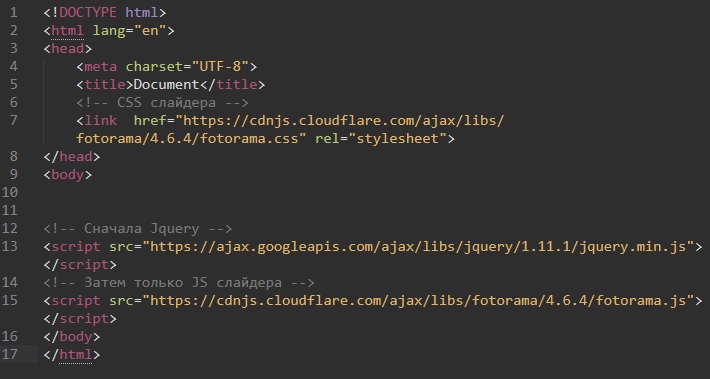 1 <!DOCTYPE html>
2 <html lang="en">
3 <head>
4 <meta charset="UTF-8">
5 <title>Document</title>
6 <!-- CSS слайдера -->
7 <link  href="https://cdnjs.cloudflare.com/ajax/libs/
fotorama/4.6.4/fotorama.css" rel="stylesheet">
8 </head>
9 <body>
10
11
12 <!-- Сначала Jquery -->
13 <script src="https://ajax.googleapis.com/ajax/libs/jquery/1.11.1/jquery.min.js">
</script>
14 <!-- Затем только JS слайдера -->
15 <script src="https://cdnjs.cloudflare.com/ajax/libs/fotorama/4.6.4/fotorama.js">
</script>
16 </body>
17 </html>